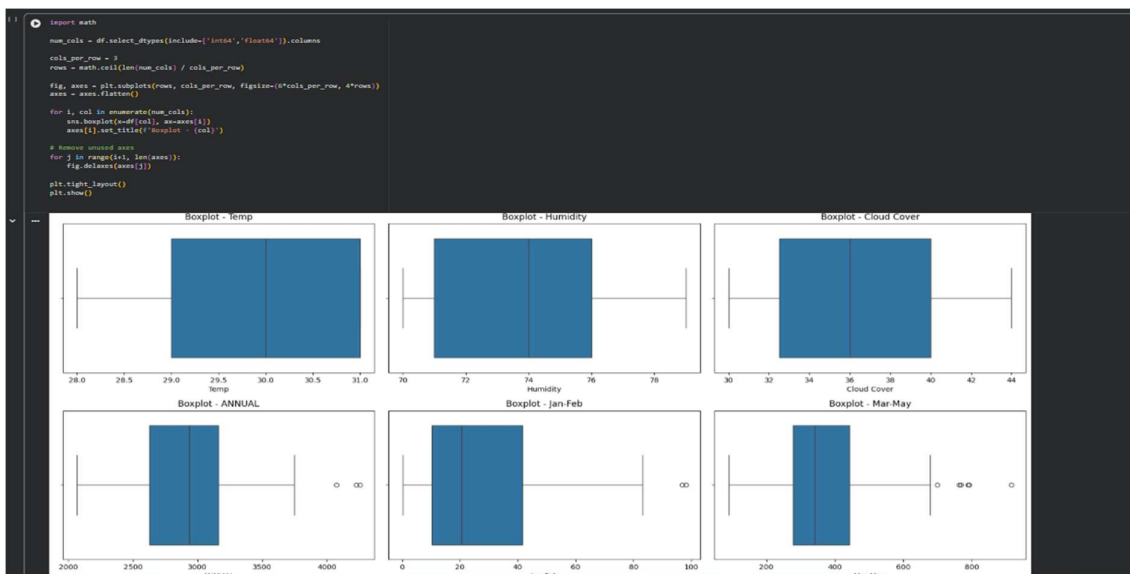 [ ]
import math
num_cols = df.select_dtypes(include=['int64','float64']).columns
cols_per_row = 3
rows = math.ceil(len(num_cols) / cols_per_row)
fig, axes = plt.subplots(rows, cols_per_row, figsize=(6*cols_per_row, 4*rows))
axes = axes.flatten()
for i, col in enumerate(num_cols):
    sns.boxplot(x=df[col], ax=axes[i])
    axes[i].set_title(f'Boxplot - {col}')
# Remove unused axes
for j in range(i+1, len(axes)):
    fig.delaxes(axes[j])
plt.tight_layout()
plt.show()
Boxplot - Temp Boxplot - Humidity Boxplot - Cloud Cover
28.0 28.5 29.0 29.5 30.0 30.5 31.0 70 72 74 76 78 30 32 34 36 38 40 42 44
Temp Humidity Cloud Cover
Boxplot - ANNUAL Boxplot - Jan-Feb Boxplot - Mar-May
2000 2500 3000 3500 4000 0 20 40 60 80 100 200 400 600 800